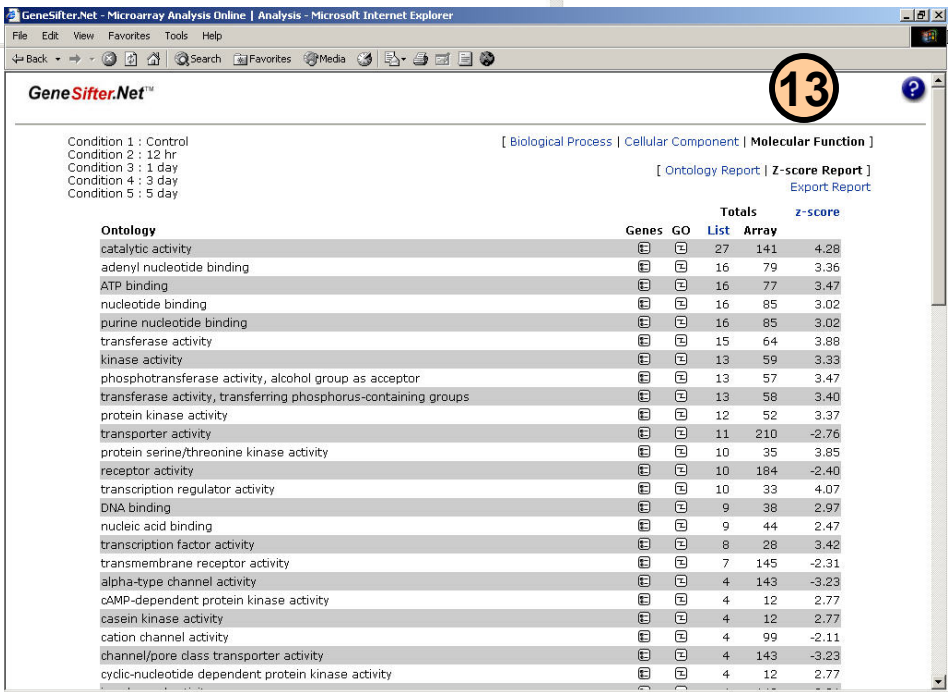 GeneSifter.Net - Microarray Analysis Online | Analysis - Microsoft Internet Explorer
File Edit View Favorites Tools Help
Back Search Favorites Media
13
GeneSifter.Net™
?
Condition 1 : Control
Condition 2 : 12 hr
Condition 3 : 1 day
Condition 4 : 3 day
Condition 5 : 5 day
[ Biological Process | Cellular Component | Molecular Function ]
[ Ontology Report | Z-score Report ]
Export Report
Totals z-score
Ontology Genes GO List Array
catalytic activity 27 141 4.28
adenyl nucleotide binding 16 79 3.36
ATP binding 16 77 3.47
nucleotide binding 16 85 3.02
purine nucleotide binding 16 85 3.02
transferase activity 15 64 3.88
kinase activity 13 59 3.33
phosphotransferase activity, alcohol group as acceptor 13 57 3.47
transferase activity, transferring phosphorus-containing groups 13 58 3.40
protein kinase activity 12 52 3.37
transporter activity 11 210 -2.76
protein serine/threonine kinase activity 10 35 3.85
receptor activity 10 184 -2.40
transcription regulator activity 10 33 4.07
DNA binding 9 38 2.97
nucleic acid binding 9 44 2.47
transcription factor activity 8 28 3.42
transmembrane receptor activity 7 145 -2.31
alpha-type channel activity 4 143 -3.23
cAMP-dependent protein kinase activity 4 12 2.77
casein kinase activity 4 12 2.77
cation channel activity 4 99 -2.11
channel/pore class transporter activity 4 143 -3.23
cyclic-nucleotide dependent protein kinase activity 4 12 2.77